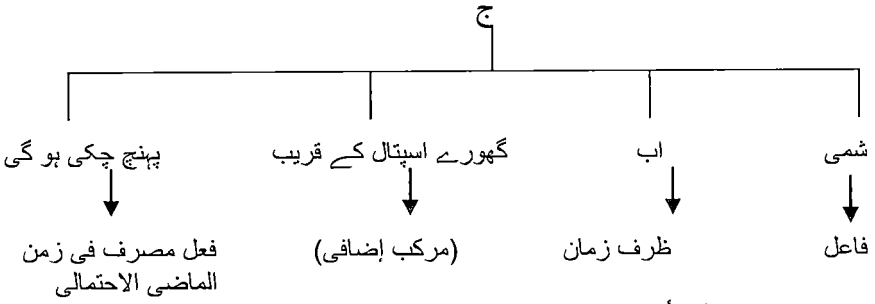 ج
شمی اب گھورے اسپتال کے قریب پہنچ چکی ہو گی
فاعل ظرف زمان (مرکب إضافی) فعل مصرف فی زمن
الماضی الاحتمالی